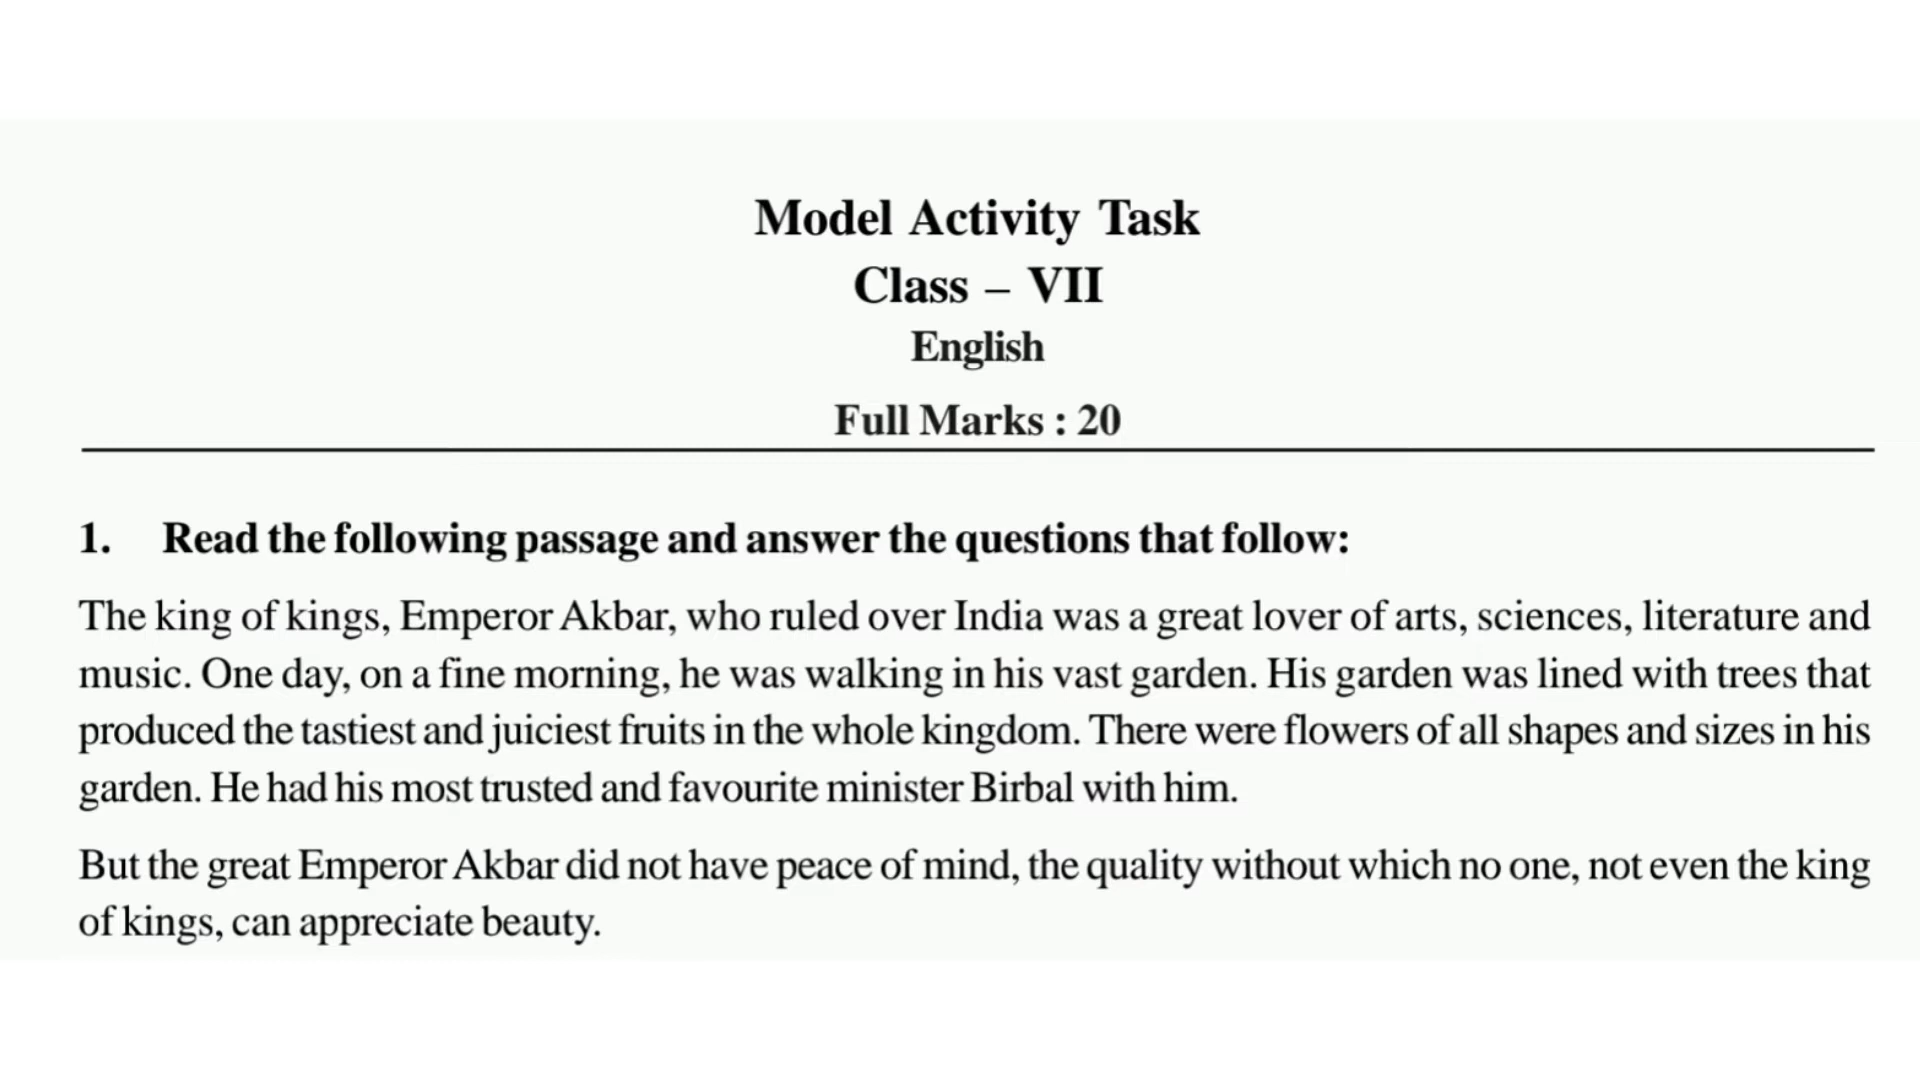 Model Activity Task
Class – VII
English
Full Marks : 20
1. Read the following passage and answer the questions that follow:
The king of kings, Emperor Akbar, who ruled over India was a great lover of arts, sciences, literature and
music. One day, on a fine morning, he was walking in his vast garden. His garden was lined with trees that
produced the tastiest and juiciest fruits in the whole kingdom. There were flowers of all shapes and sizes in his
garden. He had his most trusted and favourite minister Birbal with him.
But the great Emperor Akbar did not have peace of mind, the quality without which no one, not even the king
of kings, can appreciate beauty.